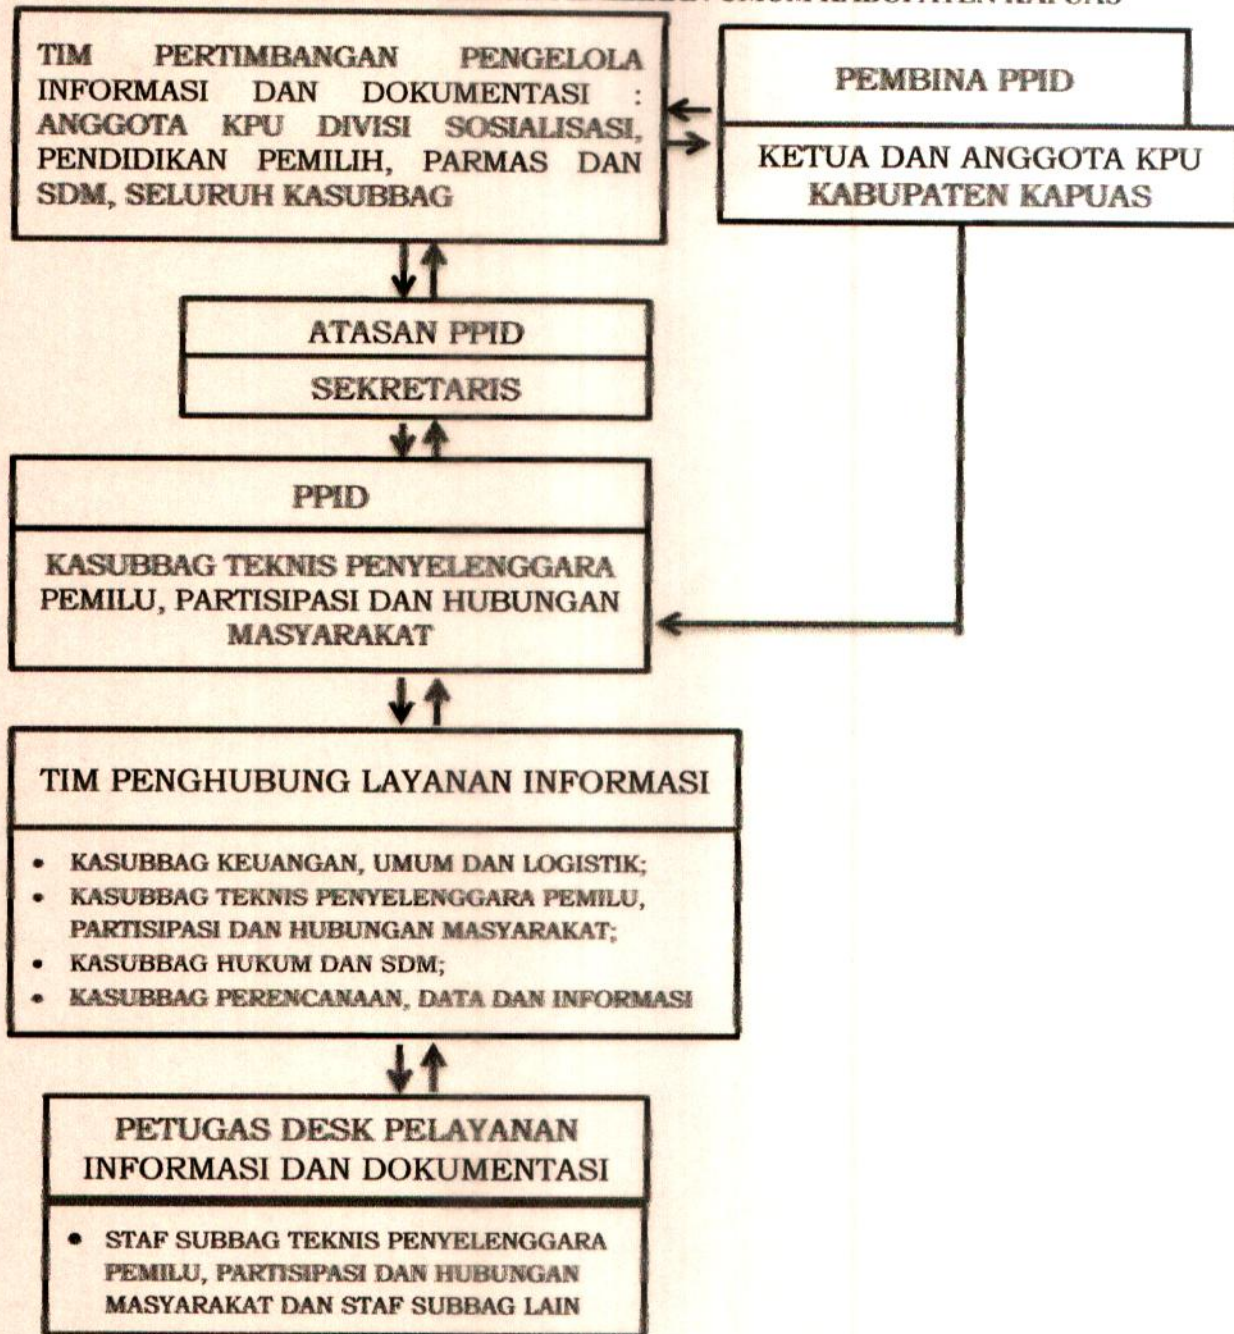 UMUM KABUPATEN KAPUAS
TIM PERTIMBANGAN PENGELOLA
INFORMASI DAN DOKUMENTASI :
ANGGOTA KPU DIVISI SOSIALISASI,
PENDIDIKAN PEMILIH, PARMAS DAN
SDM, SELURUH KASUBBAG
PEMBINA PPID
KETUA DAN ANGGOTA KPU
KABUPATEN KAPUAS
ATASAN PPID
SEKRETARIS
PPID
KASUBBAG TEKNIS PENYELENGGARA
PEMILU, PARTISIPASI DAN HUBUNGAN
MASYARAKAT
TIM PENGHUBUNG LAYANAN INFORMASI
• KASUBBAG KEUANGAN, UMUM DAN LOGISTIK;
• KASUBBAG TEKNIS PENYELENGGARA PEMILU,
PARTISIPASI DAN HUBUNGAN MASYARAKAT;
• KASUBBAG HUKUM DAN SDM;
• KASUBBAG PERENCANAAN, DATA DAN INFORMASI
PETUGAS DESK PELAYANAN
INFORMASI DAN DOKUMENTASI
• STAF SUBBAG TEKNIS PENYELENGGARA
PEMILU, PARTISIPASI DAN HUBUNGAN
MASYARAKAT DAN STAF SUBBAG LAIN